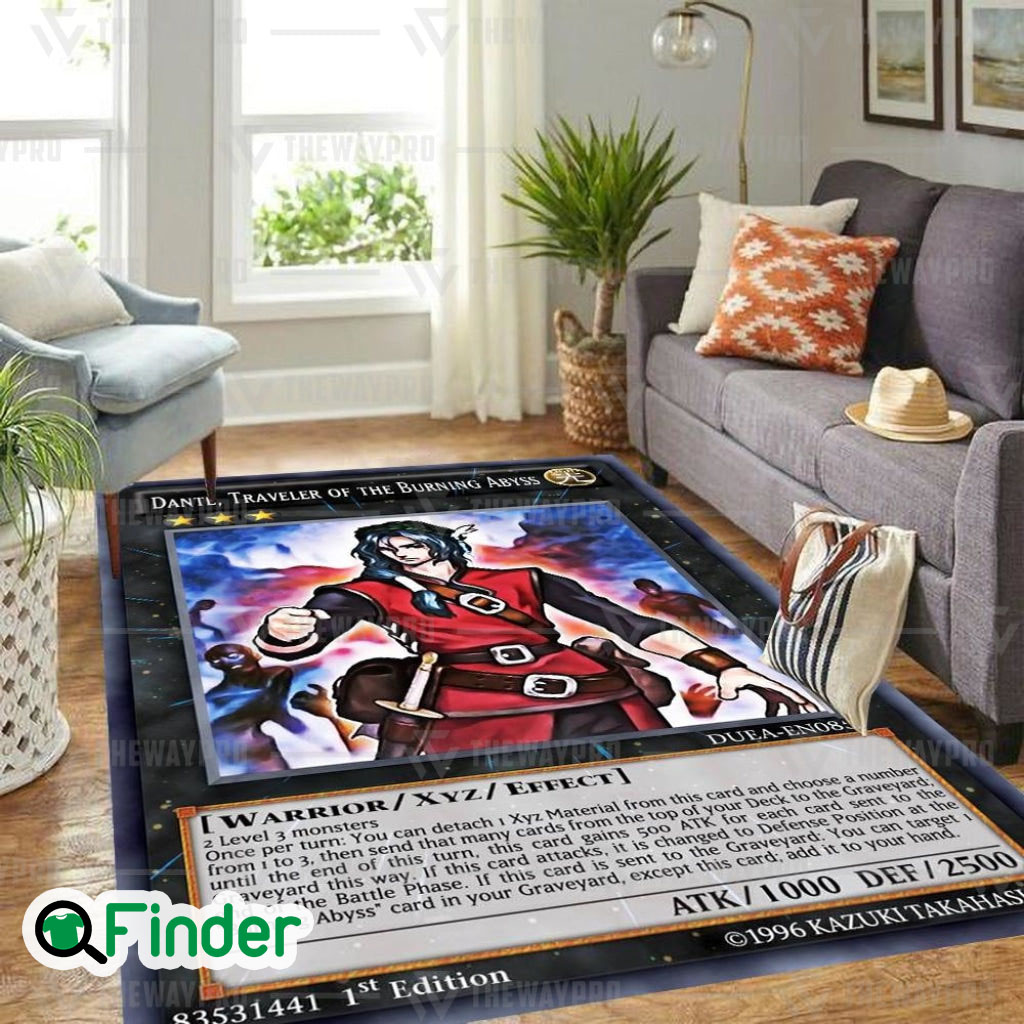 THEWAYPRO
DANTE, TRAVELER OF THE BURNING ABYSS
DUEA-EN085
[WARRIOR/XYZ/EFFECT]
2 Level 3 monsters
Once per turn: You can detach 1 Xyz Material from this card and choose a number
from 1 to 3, then send that many cards from the top of your Deck to the Graveyard;
until the end of this turn, this card gains 500 ATK for each card sent to the
Graveyard this way. If this card attacks, it is changed to Defense Position at the
of the Battle Phase. If this card is sent to the Graveyard: You can target 1
Abyss" card in your Graveyard, except this card; add it to your hand.
ATK/1000 DEF/2500
©1996 KAZUKI TAKAHASHI
83531441 1st Edition
Finder